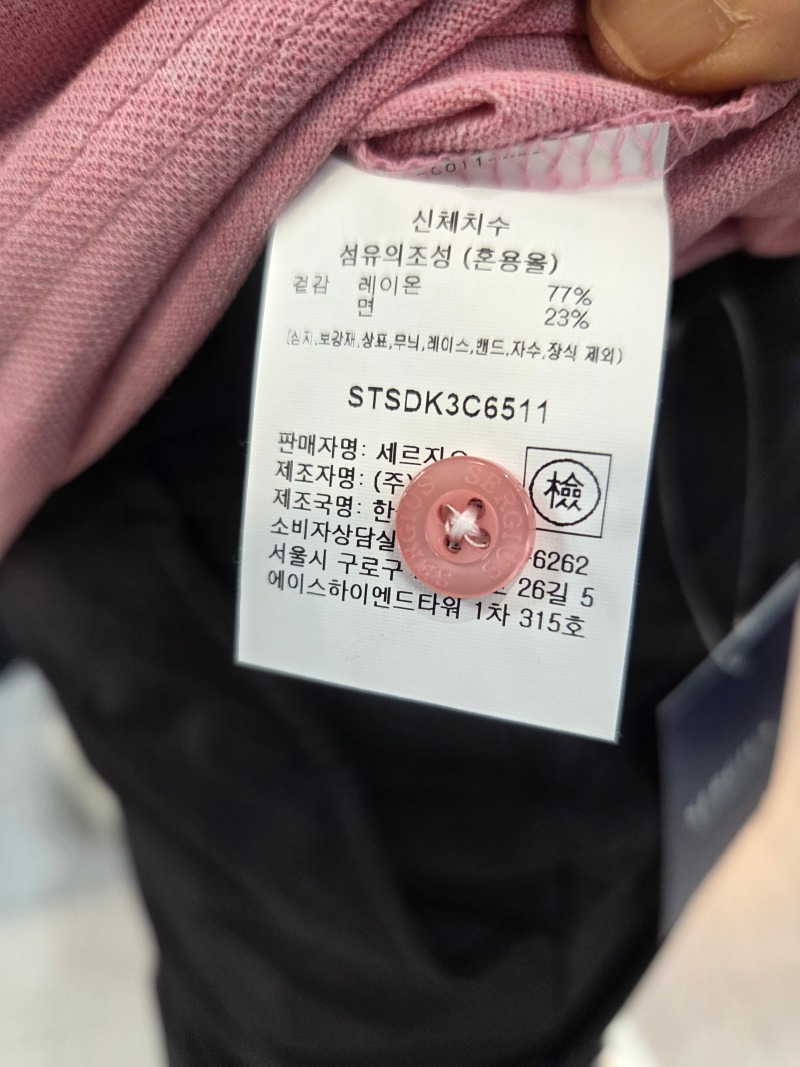 신체치수
섬유의조성 (혼용율)
겉감 레이온 77%
면 23%
(심지,보강재,상표,무늬,레이스,밴드,자수,장식 제외)
STSDK3C6511
판매자명: 세르지오
제조자명: (주)
제조국명: 한
소비자상담실 -6262
서울시 구로구 26길 5
에이스하이엔드타워 1차 315호
檢
SERGIO
SERGIO